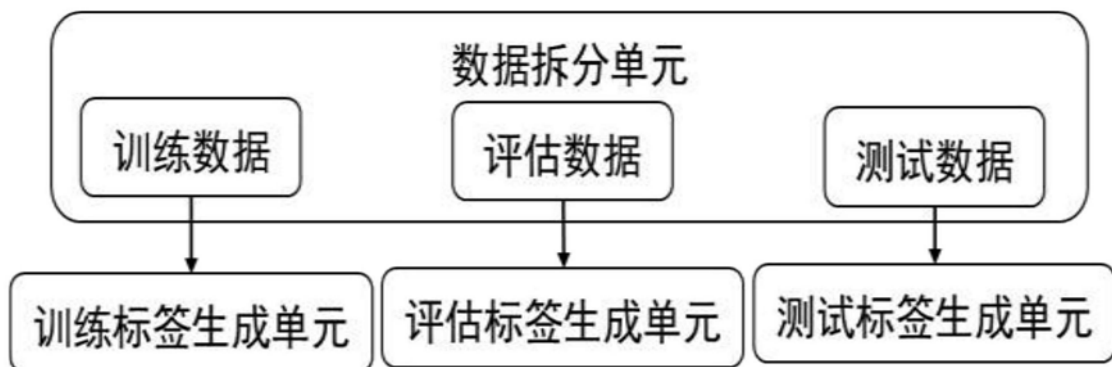 数据拆分单元
训练数据
评估数据
测试数据
训练标签生成单元
评估标签生成单元
测试标签生成单元